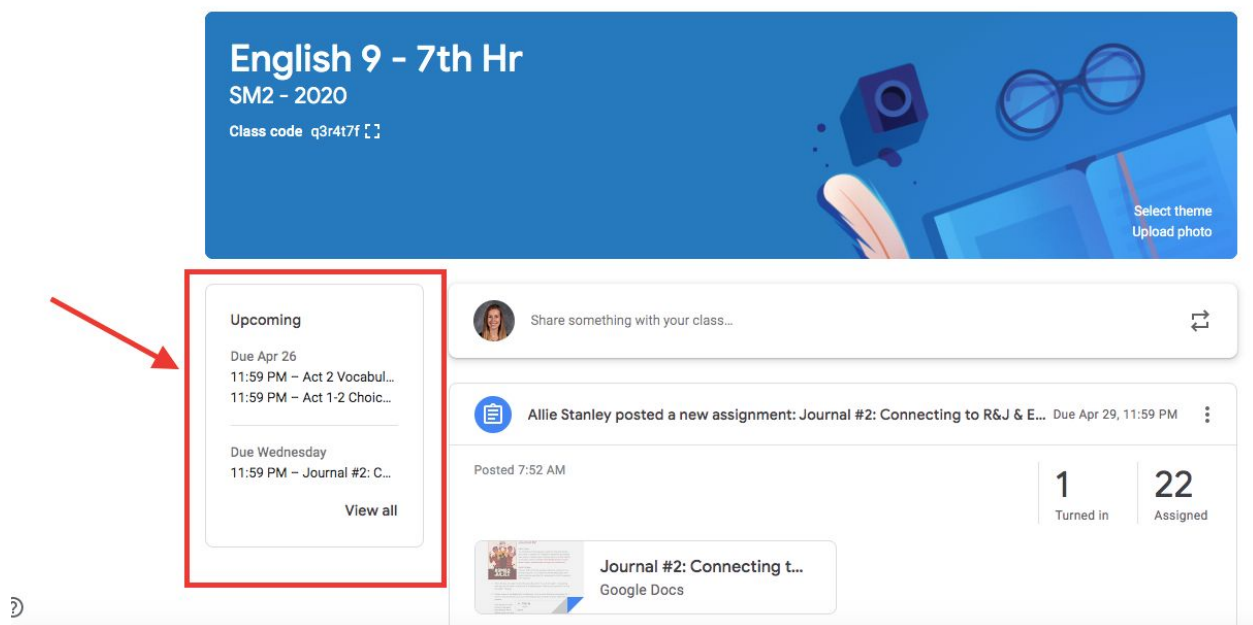 English 9 - 7th Hr
SM2 - 2020
Class code q3r4t7f
Select theme
Upload photo
Upcoming
Due Apr 26
11:59 PM – Act 2 Vocabul...
11:59 PM – Act 1-2 Choic...
Due Wednesday
11:59 PM – Journal #2: C...
View all
Share something with your class...
Allie Stanley posted a new assignment: Journal #2: Connecting to R&J & E... Due Apr 29, 11:59 PM
Posted 7:52 AM
1
Turned in
22
Assigned
Journal #2: Connecting t...
Google Docs